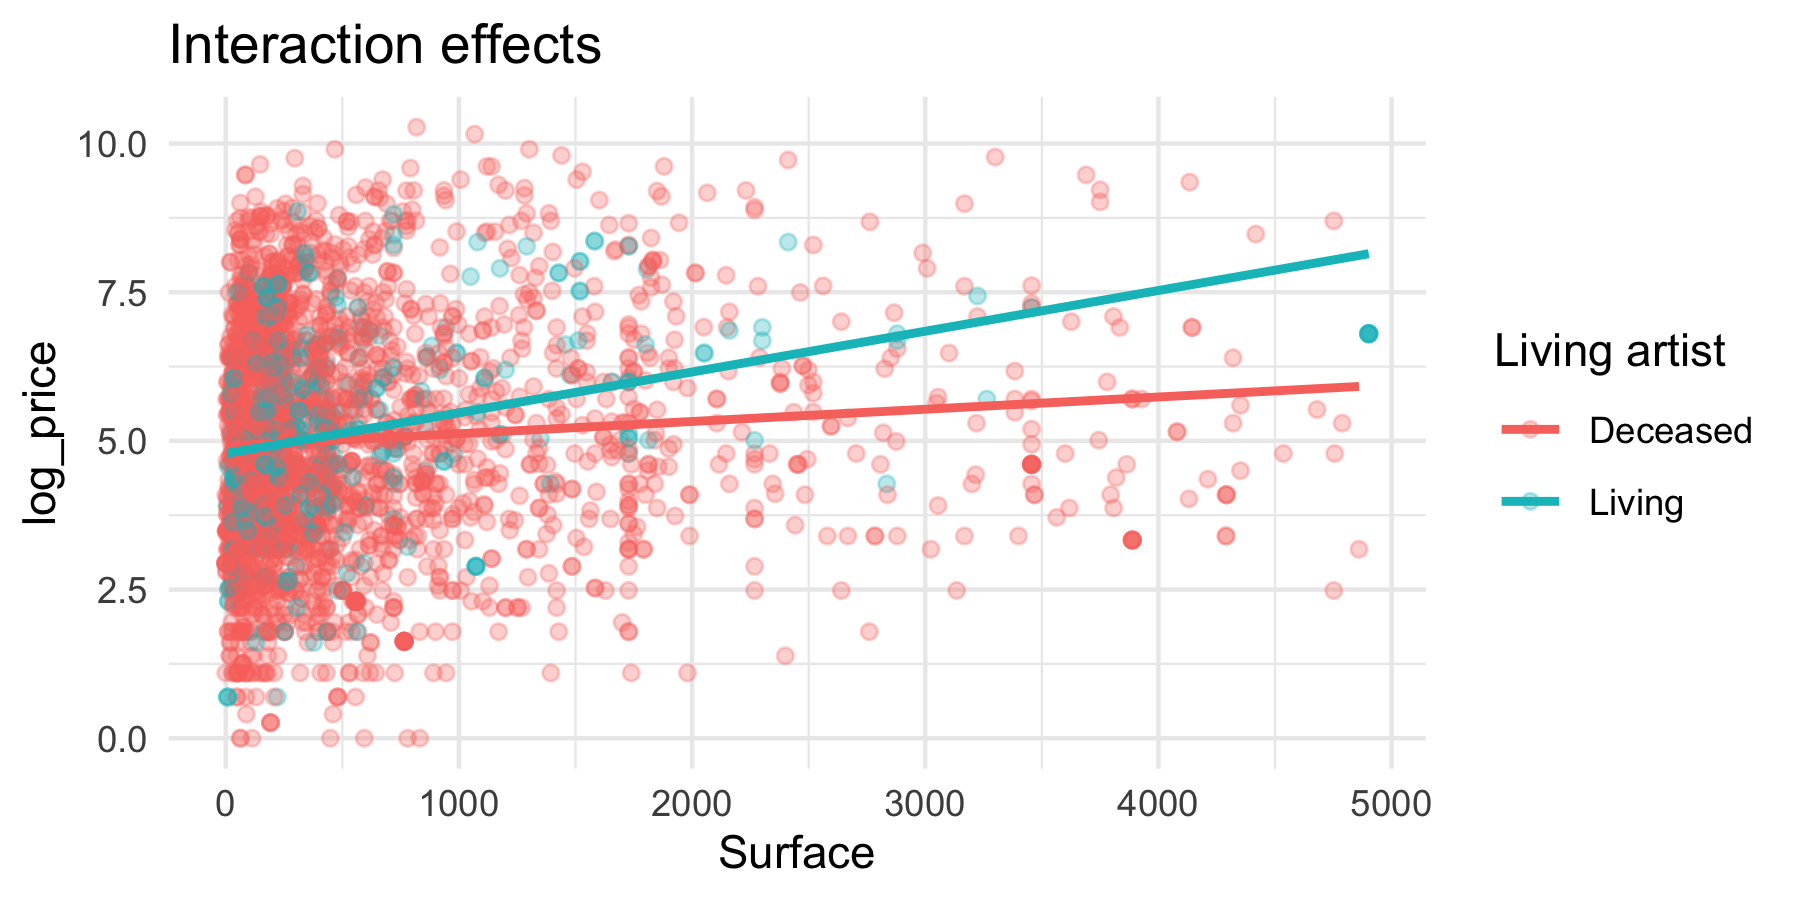 Interaction effects
10.0
7.5
5.0
2.5
0.0
log_price
0 1000 2000 3000 4000 5000
Surface
Living artist
Deceased
Living